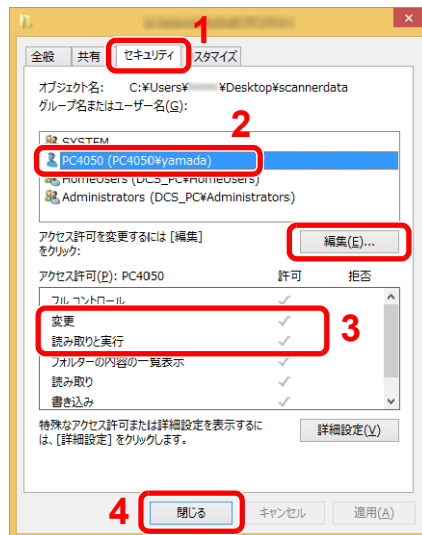 1
全般 共有 セキュリティ カスタマイズ
オブジェクト名: C:¥Users¥ ¥Desktop¥scannerdata
グループ名またはユーザー名(G):
2
SYSTEM
PC4050 (PC4050¥yamada)
HomeUsers (DCS_PC¥HomeUsers)
Administrators (DCS_PC¥Administrators)
アクセス許可を変更するには [編集]
をクリック:
編集(E)...
アクセス許可(P): PC4050 許可 拒否
フル コントロール
変更
読み取りと実行
3
フォルダーの内容の一覧表示
読み取り
書き込み
特殊なアクセス許可または詳細設定を表示するに
は、[詳細設定] をクリックします。
詳細設定(V)
4
閉じる キャンセル 適用(A)